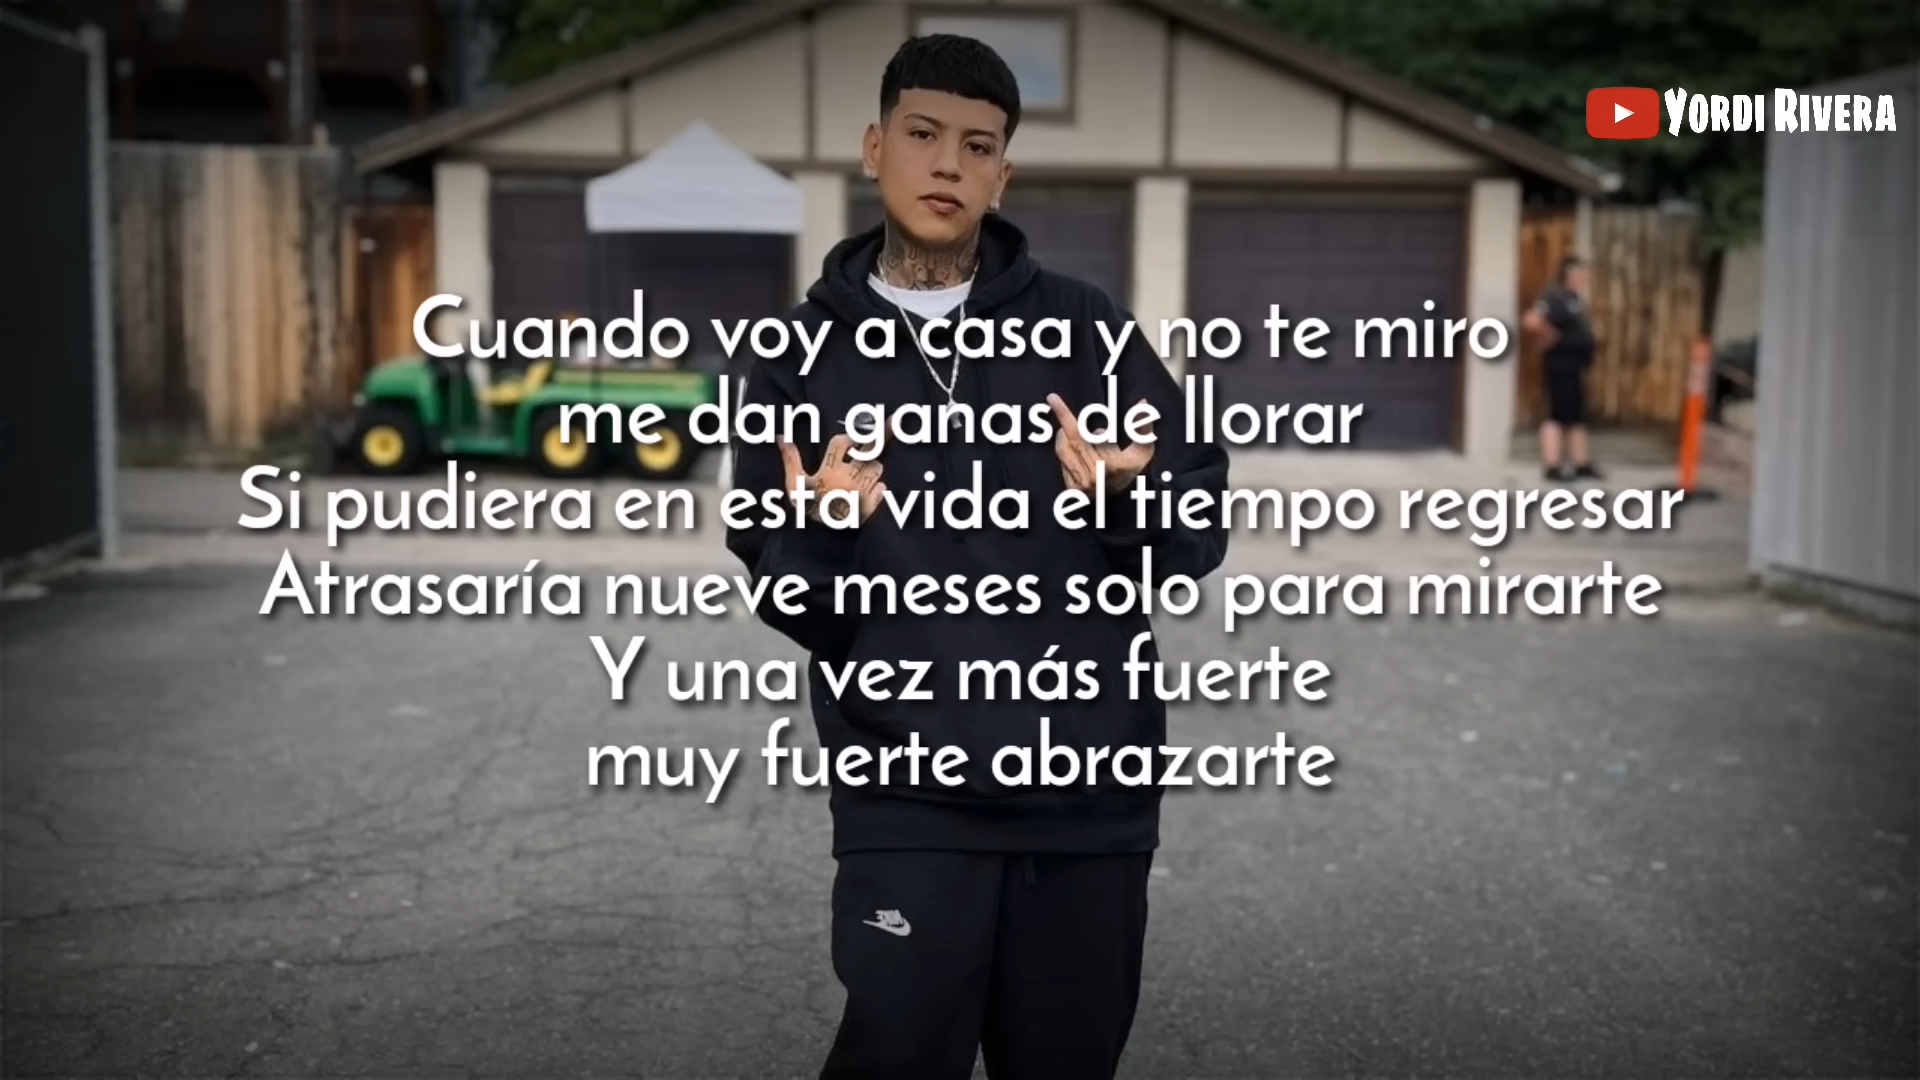 Yordi Rivera
Cuando voy a casa y no te miro
me dan ganas de llorar
Si pudiera en esta vida el tiempo regresar
Atrasaría nueve meses solo para mirarte
Y una vez más fuerte
muy fuerte abrazarte